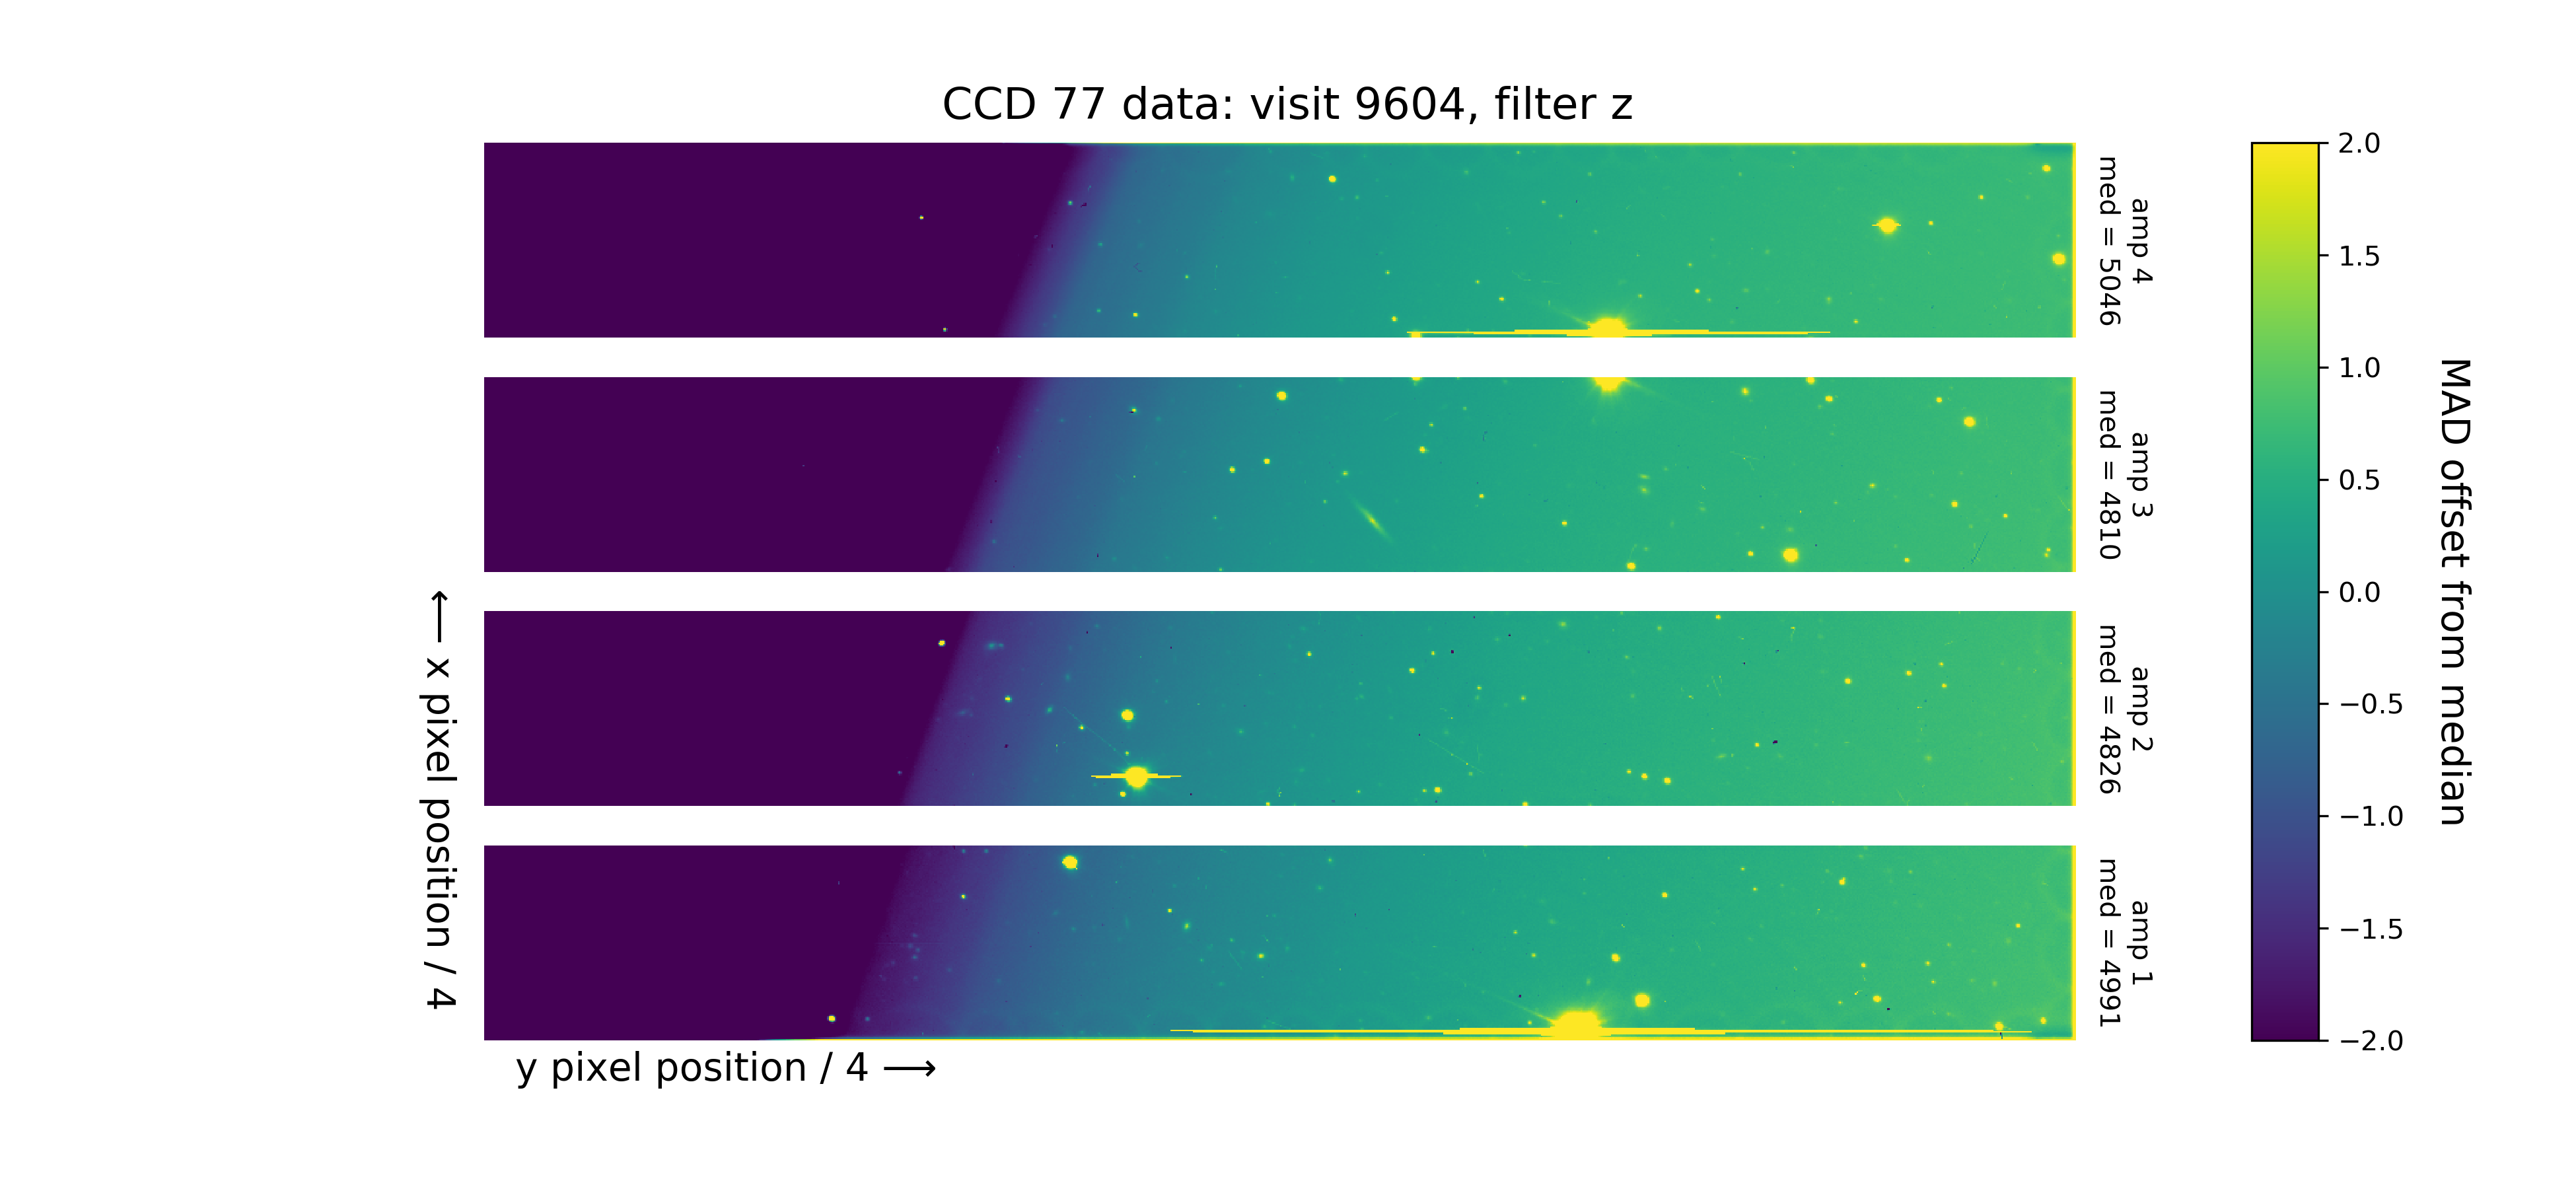 CCD 77 data: visit 9604, filter z
amp 4
med = 5046
amp 3
med = 4810
amp 2
med = 4826
amp 1
med = 4991
x pixel position / 4 ⟶
y pixel position / 4 ⟶
2.0
1.5
1.0
0.5
0.0
−0.5
−1.0
−1.5
−2.0
MAD offset from median